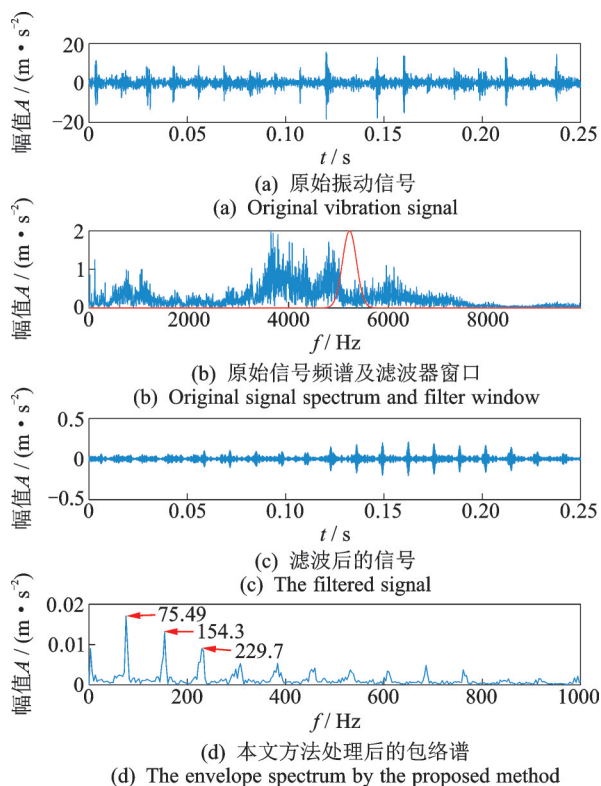 幅值A / (m·s⁻²)
20
0
−20
0
0.05
0.10
0.15
0.20
0.25
t / s
(a) 原始振动信号
(a) Original vibration signal
幅值A / (m·s⁻²)
2
1
0
0
2000
4000
6000
8000
f / Hz
(b) 原始信号频谱及滤波器窗口
(b) Original signal spectrum and filter window
幅值A / (m·s⁻²)
0.5
0
−0.5
0
0.05
0.10
0.15
0.20
0.25
t / s
(c) 滤波后的信号
(c) The filtered signal
幅值A / (m·s⁻²)
0.02
0.01
0
75.49
154.3
229.7
0
200
400
600
800
1000
f / Hz
(d) 本文方法处理后的包络谱
(d) The envelope spectrum by the proposed method